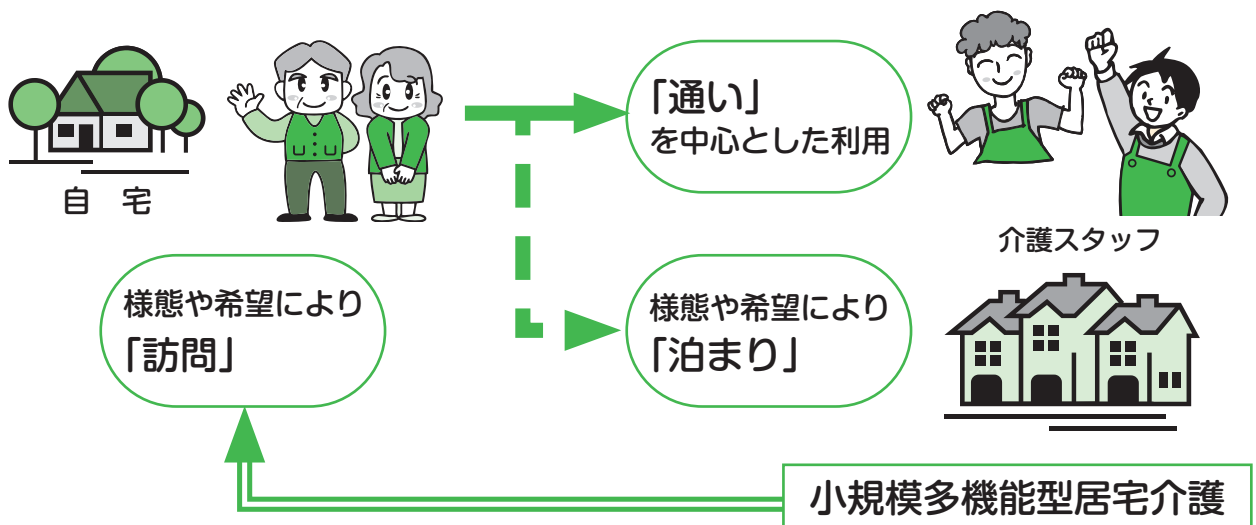 「通い」
を中心とした利用
自 宅
介護スタッフ
様態や希望により
「訪問」
様態や希望により
「泊まり」
小規模多機能型居宅介護